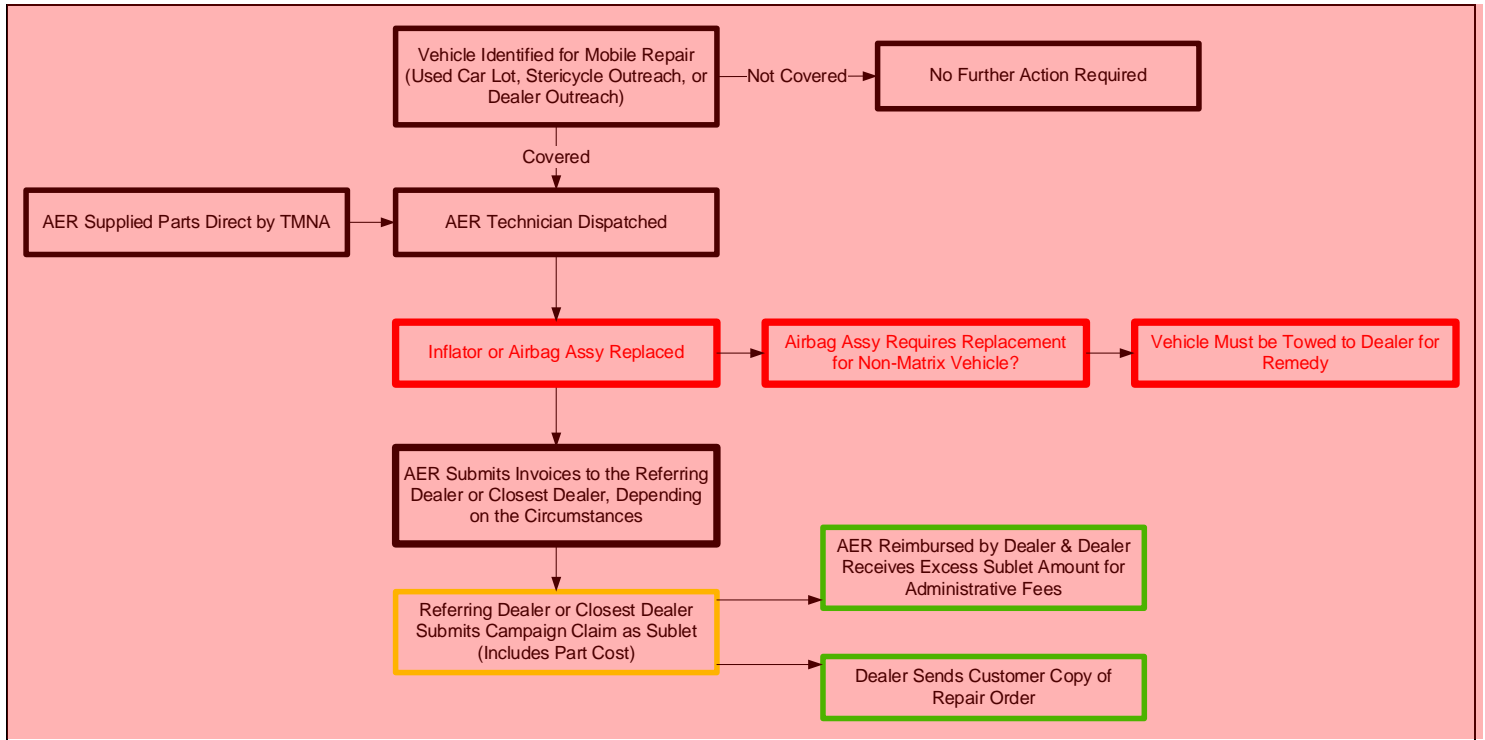 Vehicle Identified for Mobile Repair
(Used Car Lot, Stericycle Outreach, or
Dealer Outreach)
Not Covered
No Further Action Required
Covered
AER Supplied Parts Direct by TMNA
AER Technician Dispatched
Inflator or Airbag Assy Replaced
Airbag Assy Requires Replacement
for Non-Matrix Vehicle?
Vehicle Must be Towed to Dealer for
Remedy
AER Submits Invoices to the Referring
Dealer or Closest Dealer, Depending
on the Circumstances
AER Reimbursed by Dealer & Dealer
Receives Excess Sublet Amount for
Administrative Fees
Referring Dealer or Closest Dealer
Submits Campaign Claim as Sublet
(Includes Part Cost)
Dealer Sends Customer Copy of
Repair Order